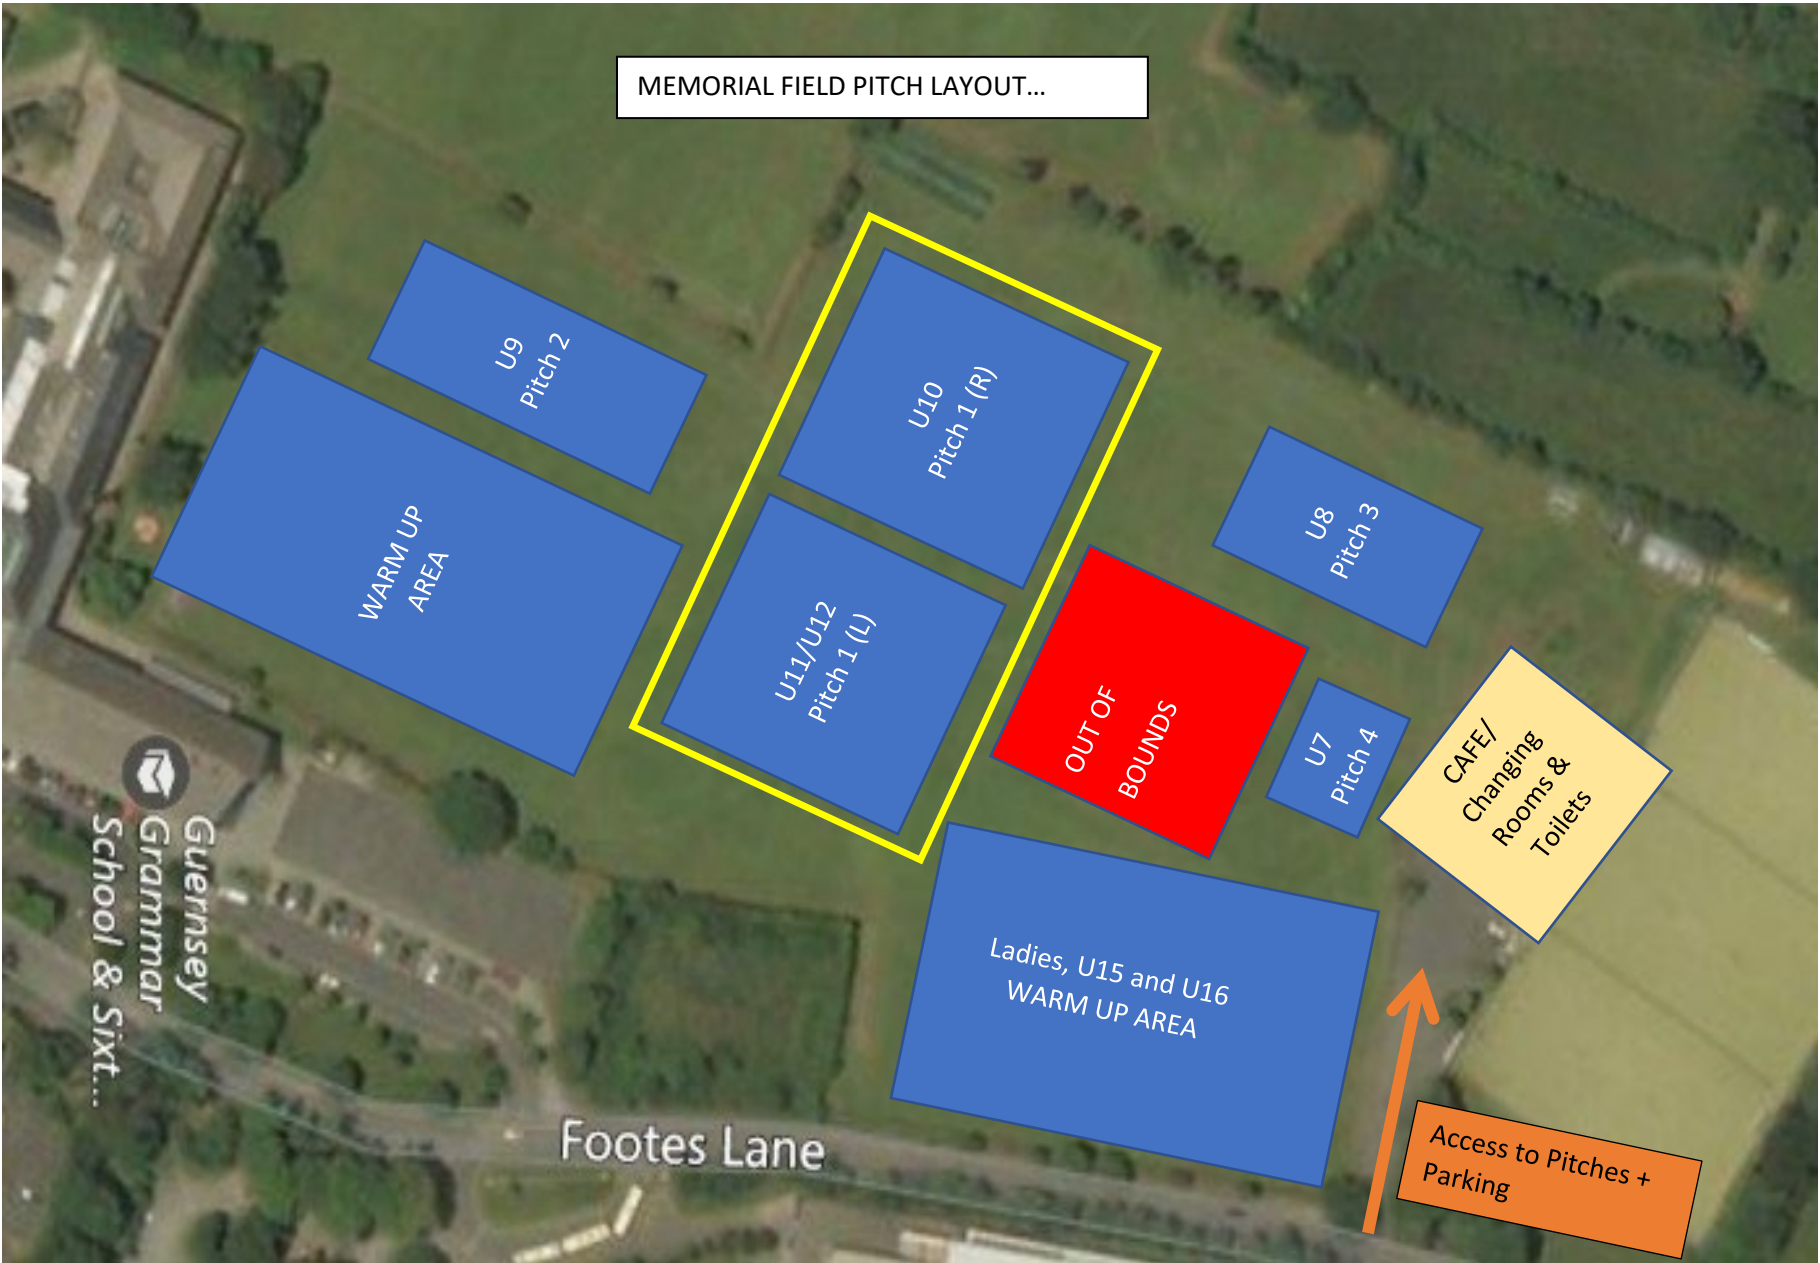 MEMORIAL FIELD PITCH LAYOUT...
U9
Pitch 2
U10
Pitch 1 (R)
WARM UP
AREA
U11/U12
Pitch 1 (L)
U8
Pitch 3
OUT OF
BOUNDS
U7
Pitch 4
CAFE/
Changing
Rooms &
Toilets
Guernsey
Grammar
School & Sixt...
Ladies, U15 and U16
WARM UP AREA
Footes Lane
Access to Pitches +
Parking